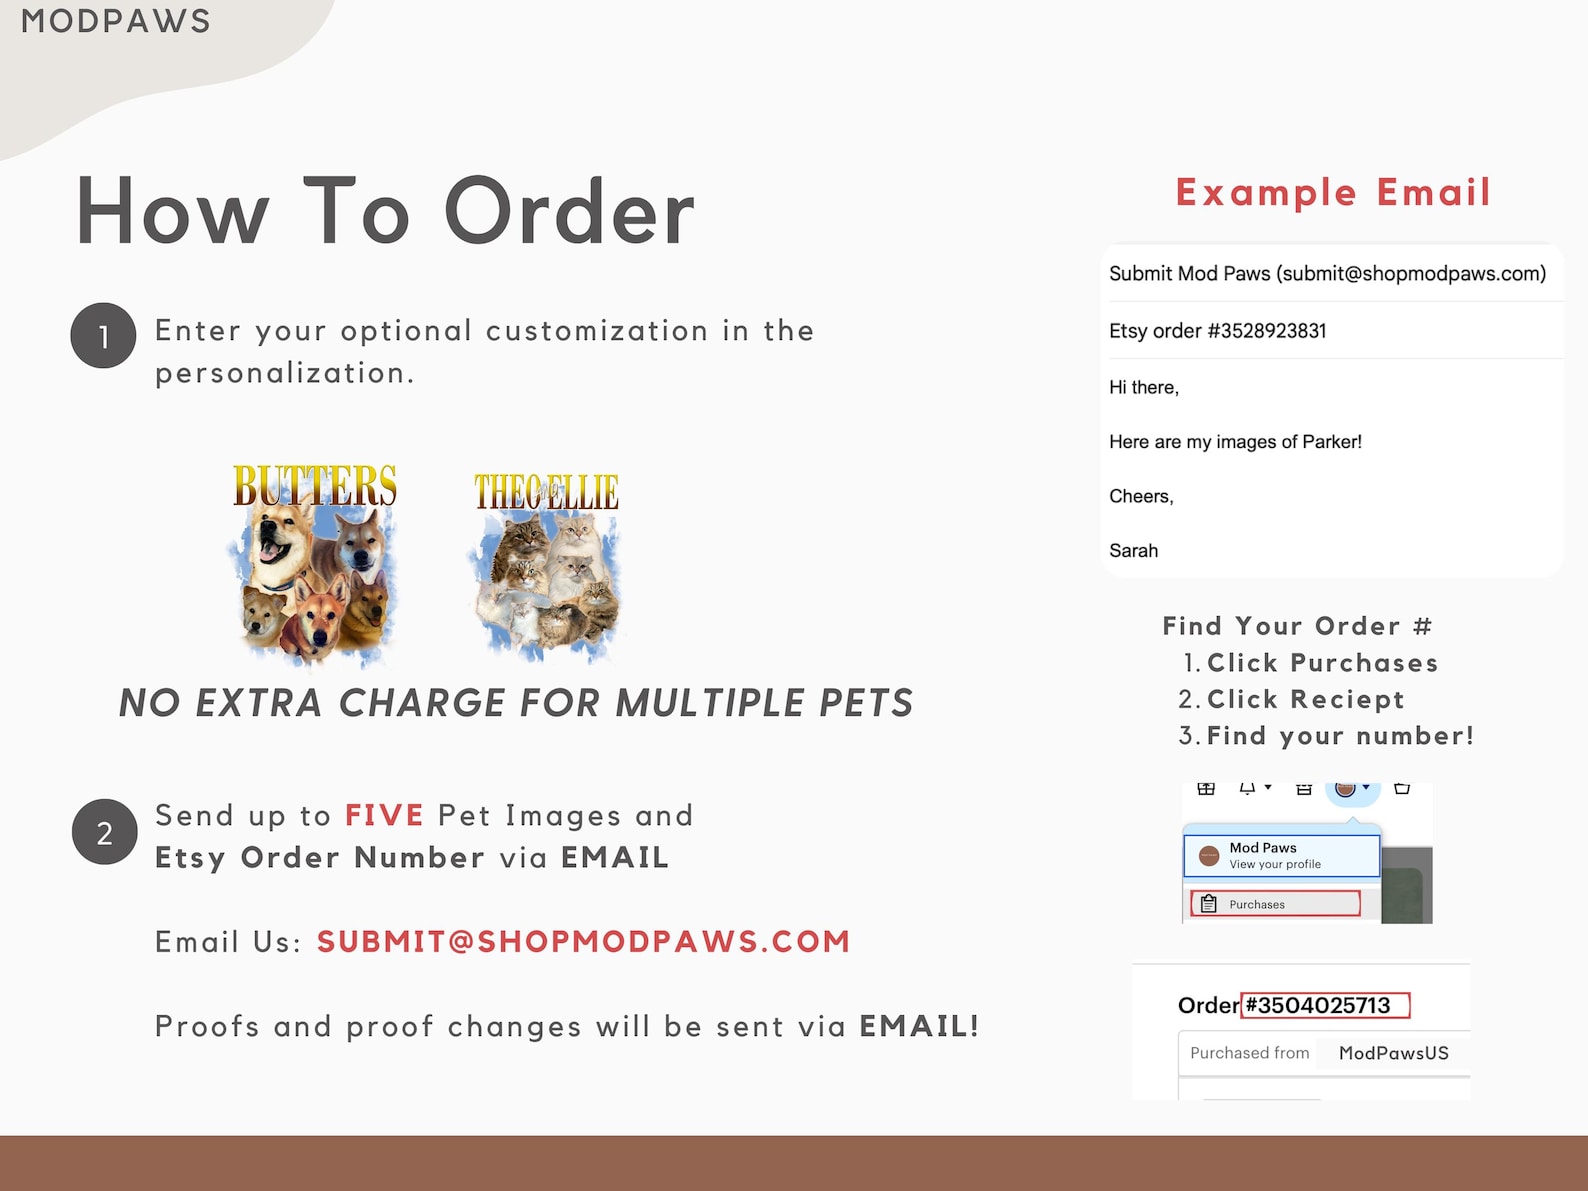 MODPAWS
How To Order
1
Enter your optional customization in the
personalization.
BUTTERS
THEO and ELLIE
NO EXTRA CHARGE FOR MULTIPLE PETS
2
Send up to FIVE Pet Images and
Etsy Order Number via EMAIL
Email Us: SUBMIT@SHOPMODPAWS.COM
Proofs and proof changes will be sent via EMAIL!
Example Email
Submit Mod Paws (submit@shopmodpaws.com)
Etsy order #3528923831
Hi there,
Here are my images of Parker!
Cheers,
Sarah
Find Your Order #
1. Click Purchases
2. Click Reciept
3. Find your number!
Mod Paws
View your profile
Purchases
Order #3504025713
Purchased from ModPawsUS